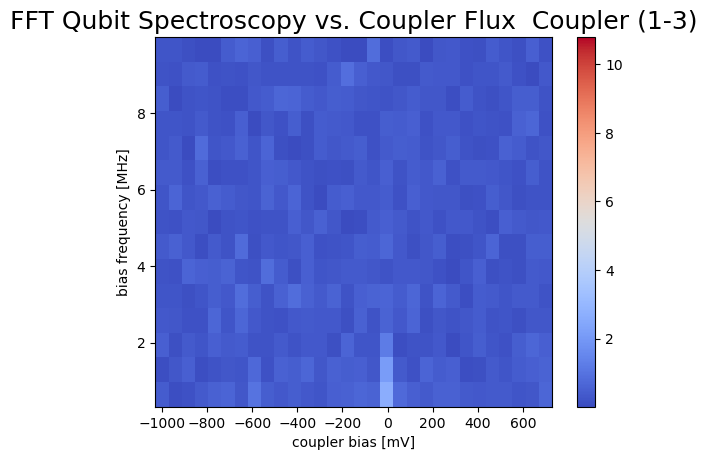 FFT Qubit Spectroscopy vs. Coupler Flux  Coupler (1-3)
10
8
6
4
2
8
6
4
2
bias frequency [MHz]
−1000 −800 −600 −400 −200 0 200 400 600
coupler bias [mV]